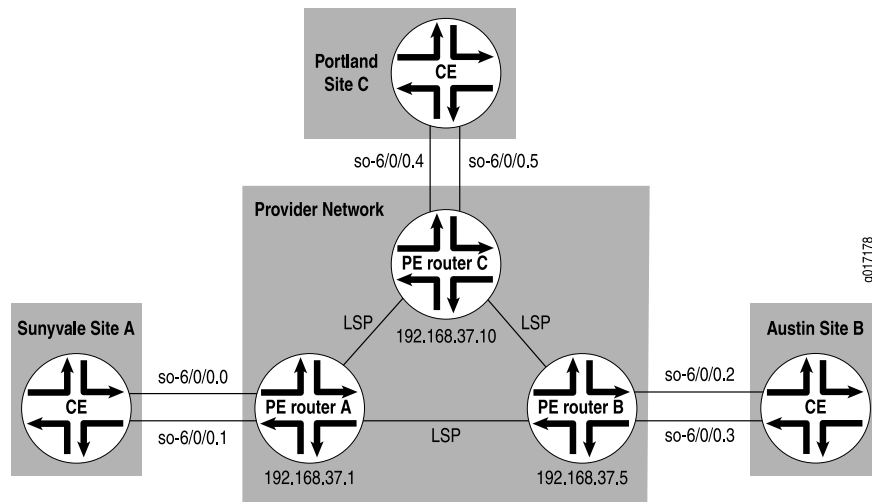 Portland
Site C
CE
so-6/0/0.4
so-6/0/0.5
Provider Network
PE router C
g017178
Sunyvale Site A
LSP
LSP
Austin Site B
192.168.37.10
so-6/0/0.0
so-6/0/0.2
CE
PE router A
PE router B
CE
so-6/0/0.1
LSP
so-6/0/0.3
192.168.37.1
192.168.37.5